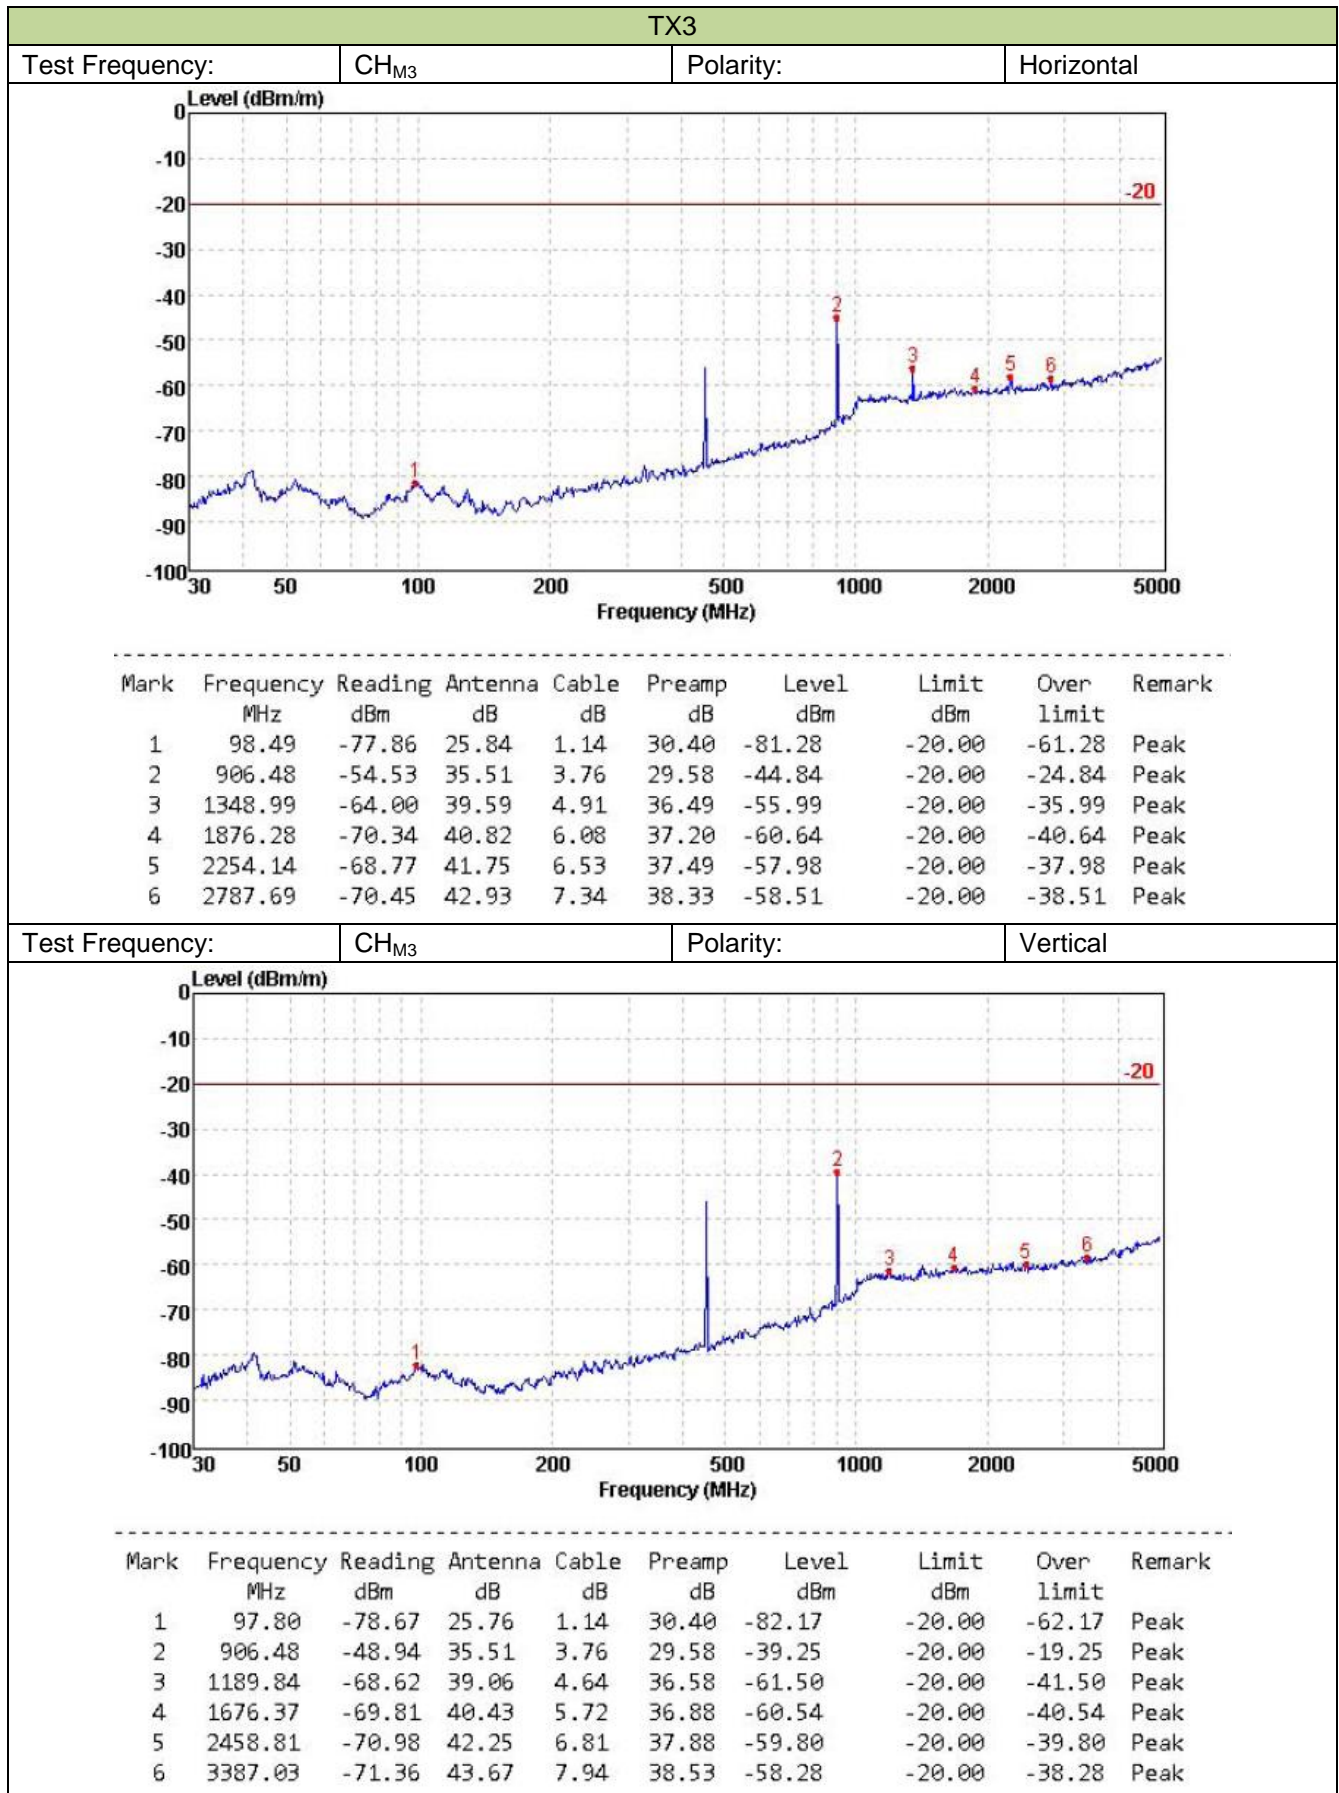 TX3
Test Frequency: CHM3 Polarity: Horizontal
Level (dBm/m)
0
-10
-20
-20
-30
-40
2
-50
3
5
6
4
-60
-70
1
-80
-90
-100
30 50 100 200 500 1000 2000 5000
Frequency (MHz)
Mark Frequency Reading Antenna Cable Preamp Level Limit Over Remark
MHz dBm dB dB dB dBm dBm limit
1 98.49 -77.86 25.84 1.14 30.40 -81.28 -20.00 -61.28 Peak
2 906.48 -54.53 35.51 3.76 29.58 -44.84 -20.00 -24.84 Peak
3 1348.99 -64.00 39.59 4.91 36.49 -55.99 -20.00 -35.99 Peak
4 1876.28 -70.34 40.82 6.08 37.20 -60.64 -20.00 -40.64 Peak
5 2254.14 -68.77 41.75 6.53 37.49 -57.98 -20.00 -37.98 Peak
6 2787.69 -70.45 42.93 7.34 38.33 -58.51 -20.00 -38.51 Peak
Test Frequency: CHM3 Polarity: Vertical
Level (dBm/m)
0
-10
-20
-20
-30
2
-40
-50
3 4 5 6
-60
-70
1
-80
-90
-100
30 50 100 200 500 1000 2000 5000
Frequency (MHz)
Mark Frequency Reading Antenna Cable Preamp Level Limit Over Remark
MHz dBm dB dB dB dBm dBm limit
1 97.80 -78.67 25.76 1.14 30.40 -82.17 -20.00 -62.17 Peak
2 906.48 -48.94 35.51 3.76 29.58 -39.25 -20.00 -19.25 Peak
3 1189.84 -68.62 39.06 4.64 36.58 -61.50 -20.00 -41.50 Peak
4 1676.37 -69.81 40.43 5.72 36.88 -60.54 -20.00 -40.54 Peak
5 2458.81 -70.98 42.25 6.81 37.88 -59.80 -20.00 -39.80 Peak
6 3387.03 -71.36 43.67 7.94 38.53 -58.28 -20.00 -38.28 Peak